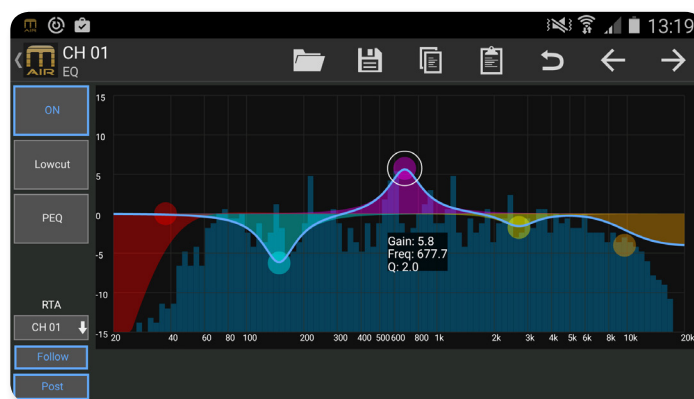 13:19
M AIR
CH 01
EQ
ON
Lowcut
PEQ
RTA
CH 01
Follow
Post
15
10
5
0
-5
-10
-15
20 40 60 80 100 200 300 400 500 600 800 1k 2k 3k 4k 5k 6k 8k 10k 20k
Gain: 5.8
Freq: 677.7
Q: 2.0